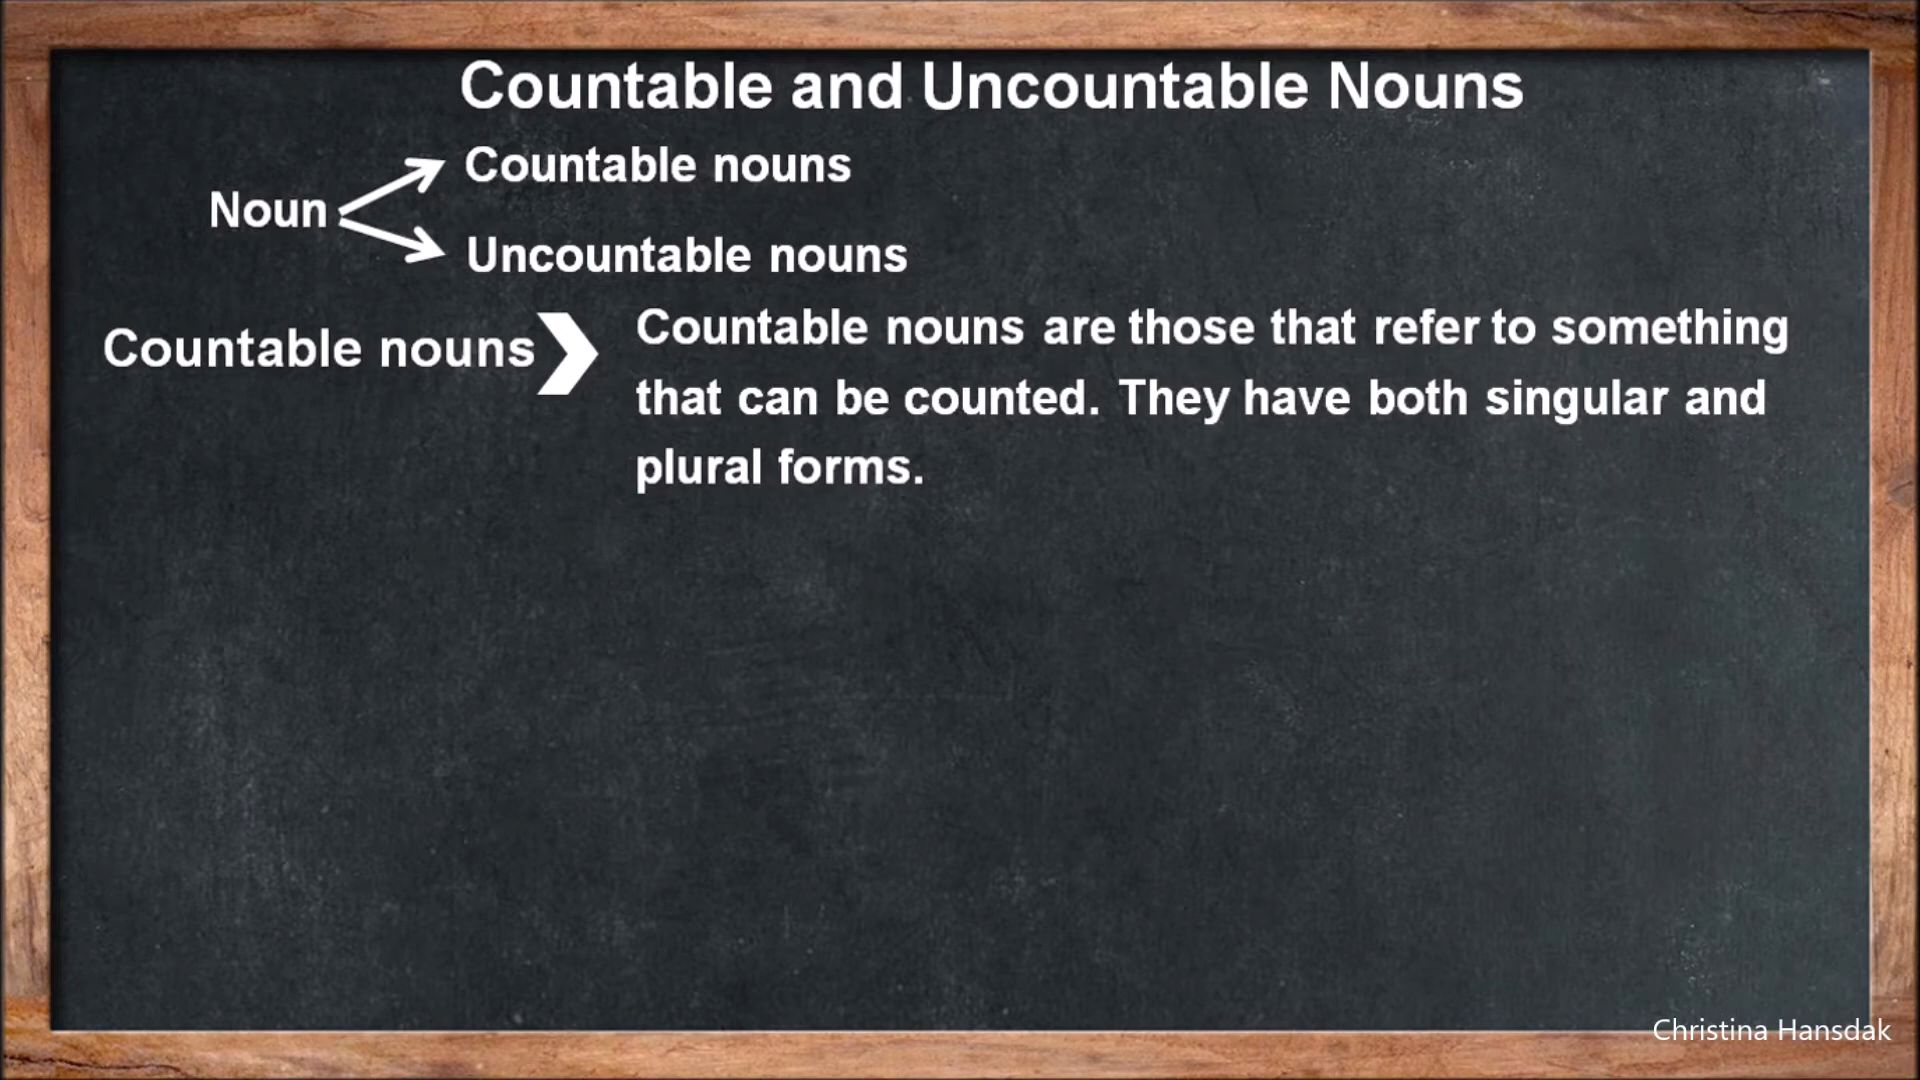 Countable and Uncountable Nouns
Countable nouns
Noun
Uncountable nouns
Countable nouns
Countable nouns are those that refer to something
that can be counted. They have both singular and
plural forms.
Christina Hansdak